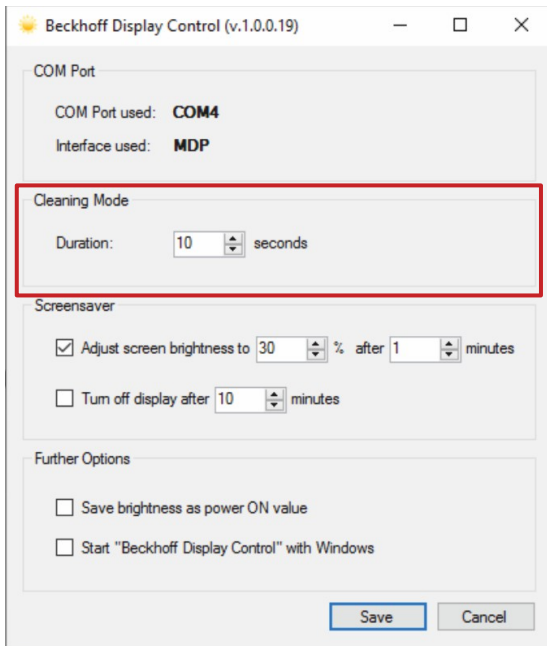 Beckhoff Display Control (v.1.0.0.19)
COM Port
COM Port used: COM4
Interface used: MDP
Cleaning Mode
Duration: 10 seconds
Screensaver
Adjust screen brightness to 30 % after 1 minutes
Turn off display after 10 minutes
Further Options
Save brightness as power ON value
Start "Beckhoff Display Control" with Windows
Save Cancel